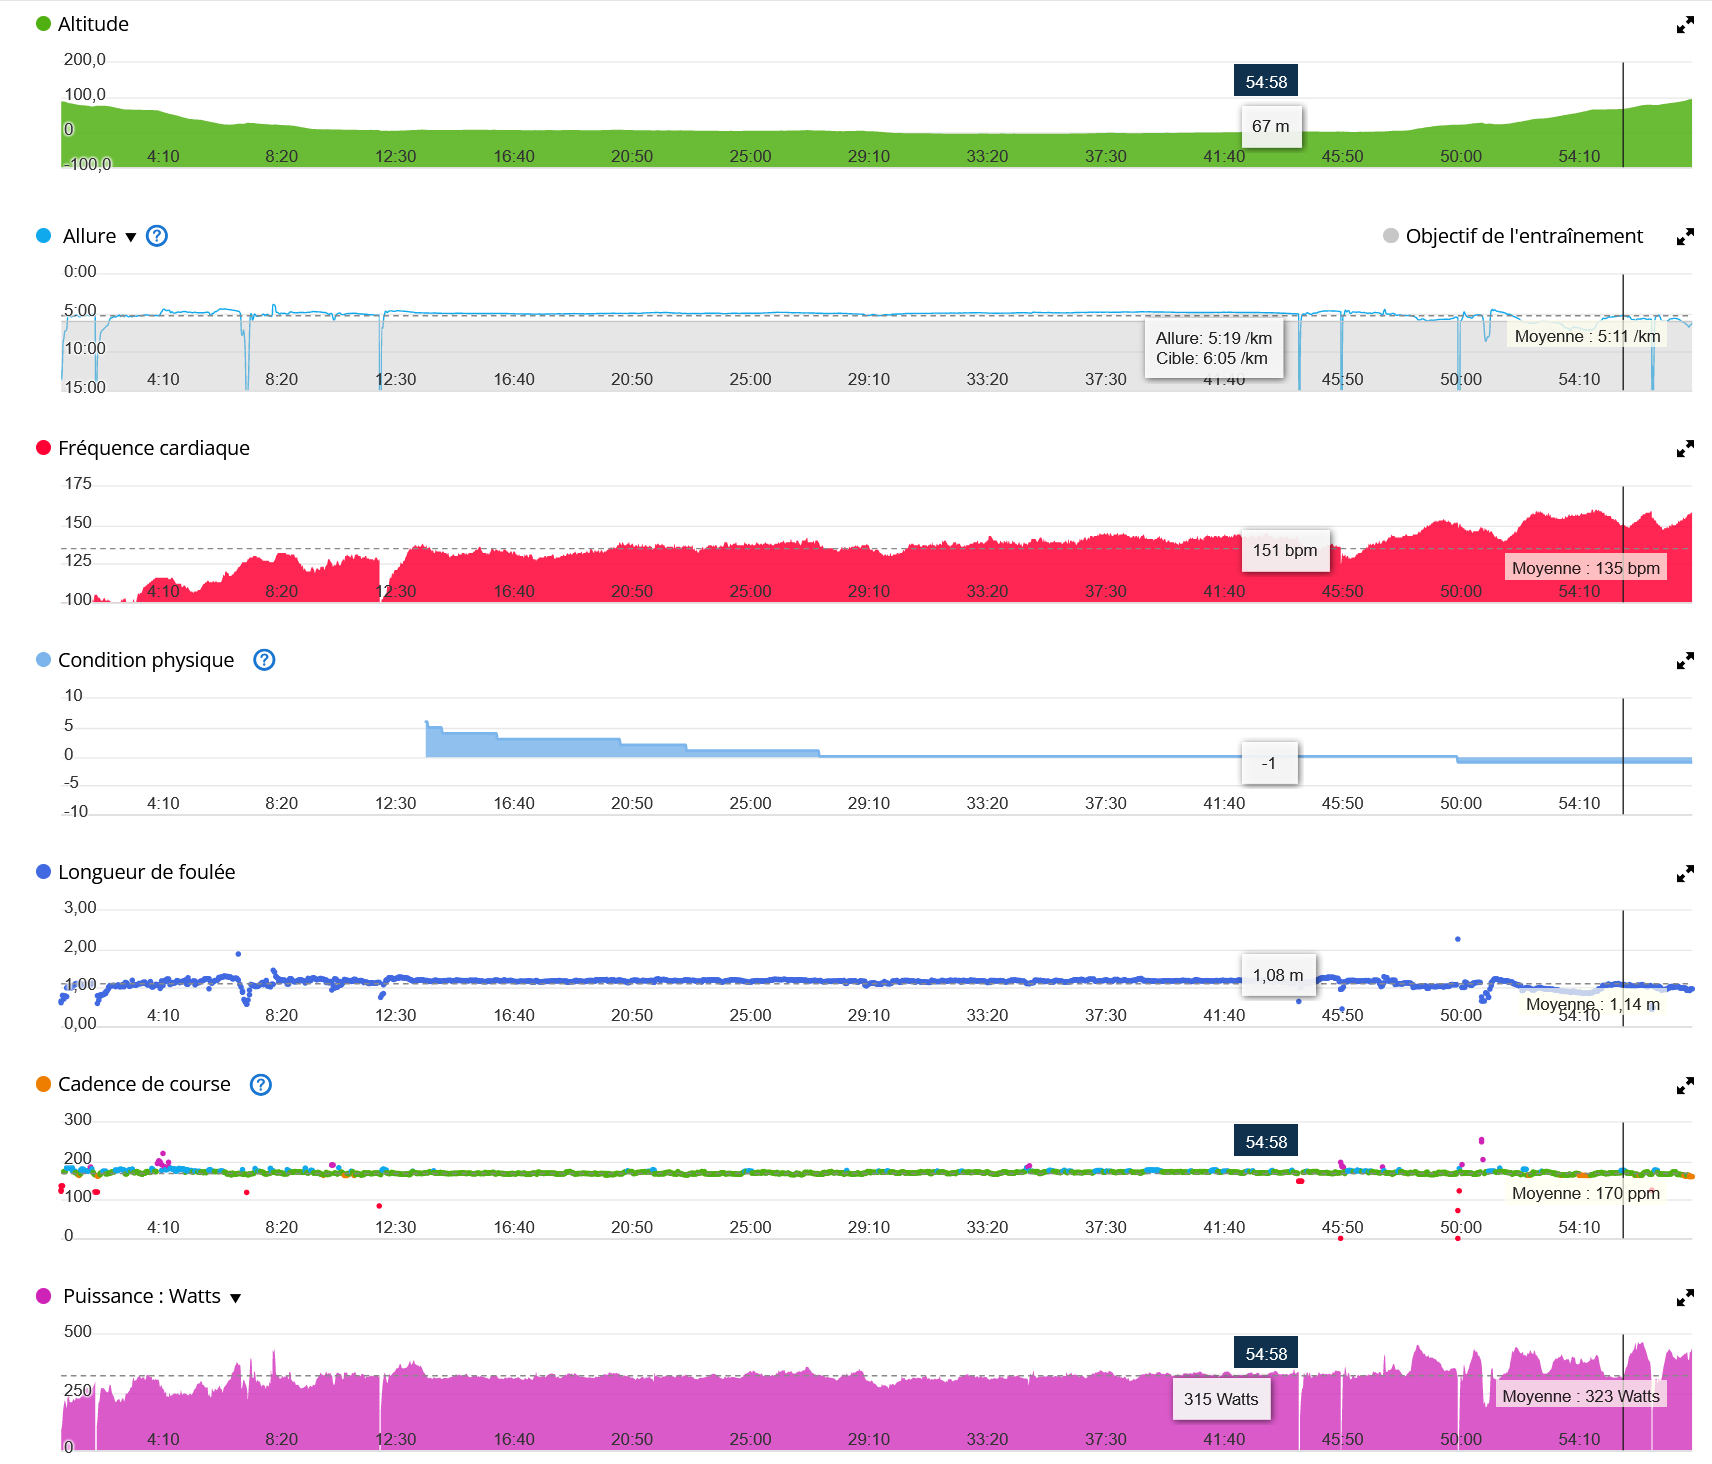 Altitude
200,0
100,0
0
-100,0
54:58
67 m
4:10 8:20 12:30 16:40 20:50 25:00 29:10 33:20 37:30 41:40 45:50 50:00 54:10
Allure ?
Objectif de l'entraînement
0:00
5:00
10:00
15:00
Allure: 5:19 /km
Cible: 6:05 /km
Moyenne : 5:11 /km
4:10 8:20 12:30 16:40 20:50 25:00 29:10 33:20 37:30 41:40 45:50 50:00 54:10
Fréquence cardiaque
175
150
125
100
151 bpm
Moyenne : 135 bpm
4:10 8:20 12:30 16:40 20:50 25:00 29:10 33:20 37:30 41:40 45:50 50:00 54:10
Condition physique ?
10
5
0
-5
-10
-1
4:10 8:20 12:30 16:40 20:50 25:00 29:10 33:20 37:30 41:40 45:50 50:00 54:10
Longueur de foulée
3,00
2,00
1,00
0,00
1,08 m
Moyenne : 1,14 m
4:10 8:20 12:30 16:40 20:50 25:00 29:10 33:20 37:30 41:40 45:50 50:00 54:10
Cadence de course ?
300
200
100
0
54:58
Moyenne : 170 ppm
4:10 8:20 12:30 16:40 20:50 25:00 29:10 33:20 37:30 41:40 45:50 50:00 54:10
Puissance : Watts
500
250
0
54:58
315 Watts
Moyenne : 323 Watts
4:10 8:20 12:30 16:40 20:50 25:00 29:10 33:20 37:30 41:40 45:50 50:00 54:10